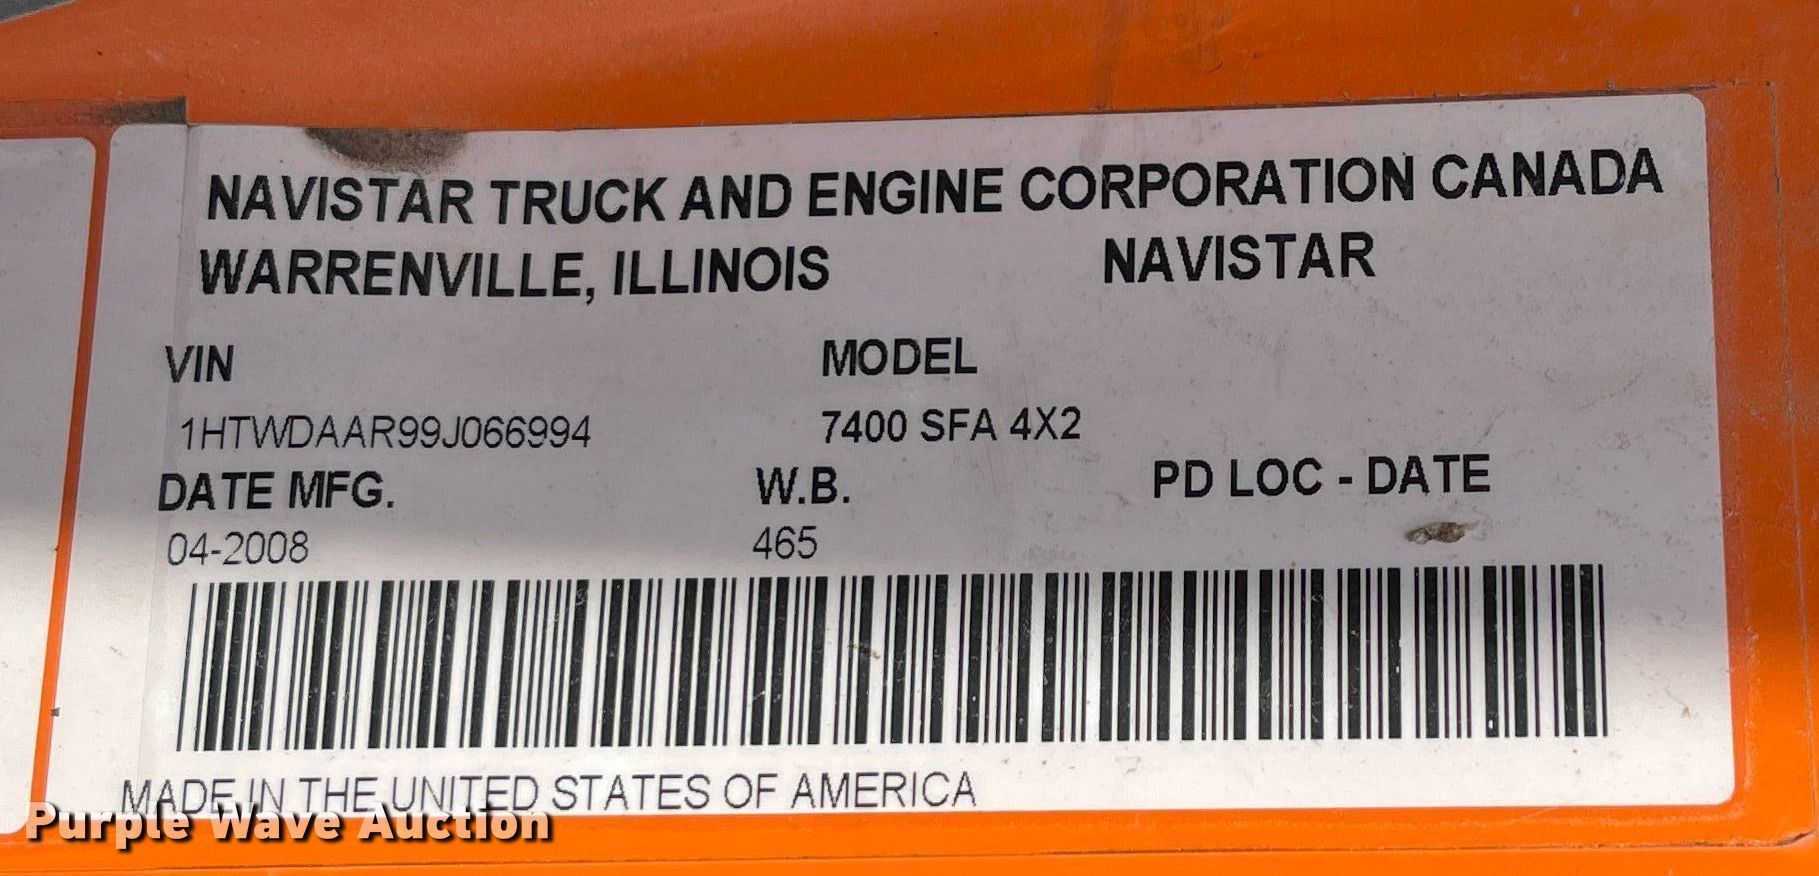 NAVISTAR TRUCK AND ENGINE CORPORATION CANADA
WARRENVILLE, ILLINOIS NAVISTAR
VIN MODEL
1HTWDAAR99J066994 7400 SFA 4X2
DATE MFG. W.B. PD LOC - DATE
04-2008 465
MADE IN THE UNITED STATES OF AMERICA
Purple Wave Auction